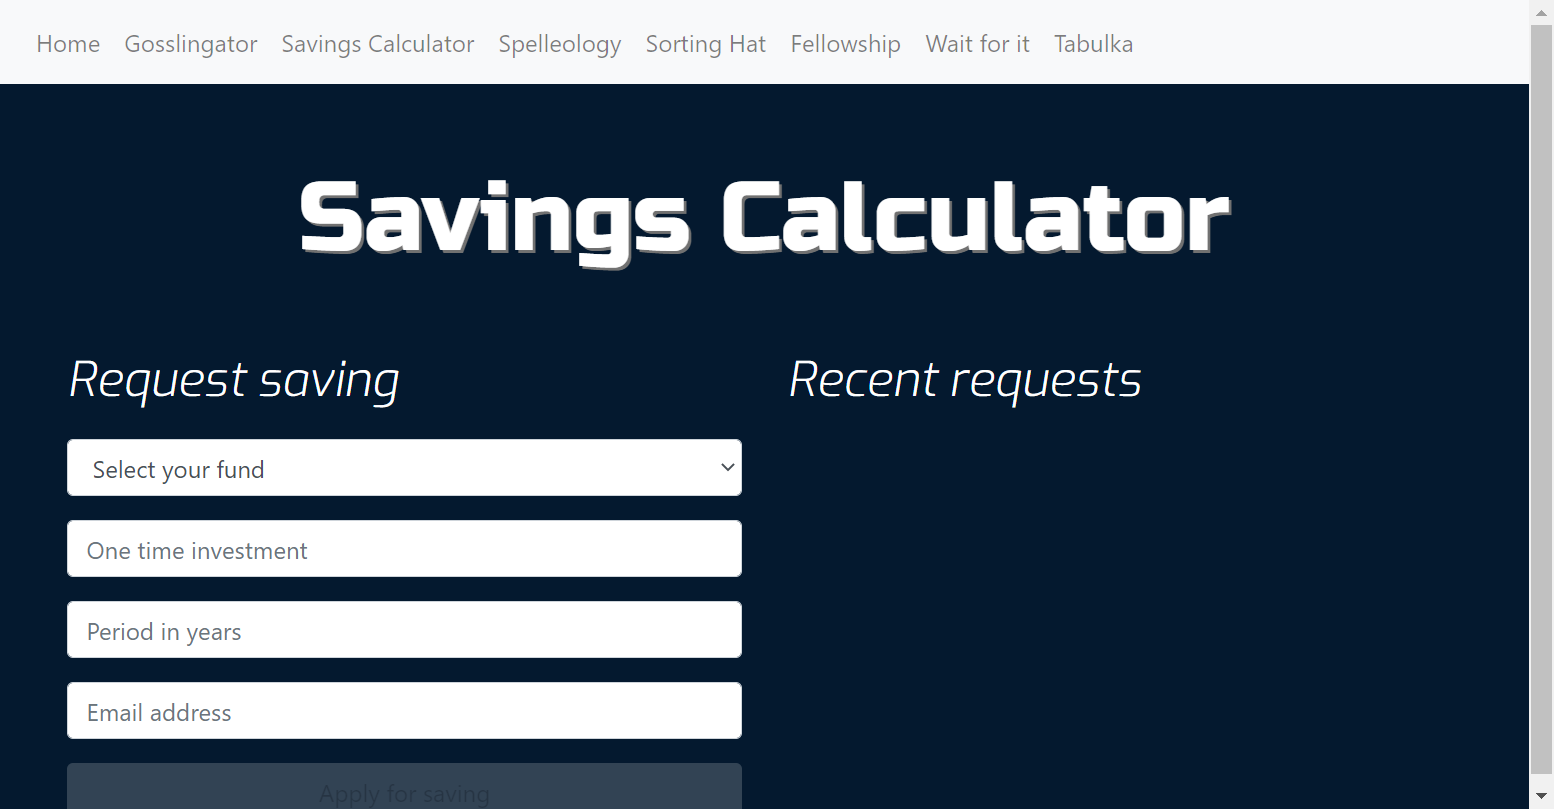 Home Gosslingator Savings Calculator Spelleology Sorting Hat Fellowship Wait for it Tabulka
Savings Calculator
Request saving
Select your fund
One time investment
Period in years
Email address
Apply for saving
Recent requests